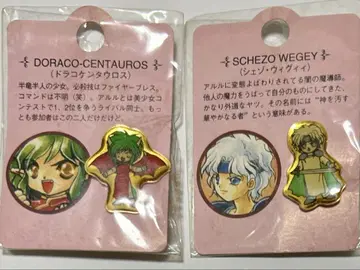 DORACO-CENTAUROS
(ドラコケンタウロス)
半竜半人の少女。必殺技はファイヤーブレス。
コマンドは不明(笑)。アルルとは美少女コ
ンテストで1、2位を争うライバル同士。もっ
とも参加者はこの二人だけだけど。
SCHEZO WEGEY
(シェゾ・ウィグィィ)
アルルに変態よばわりされてる闇の魔導師。
他人の魔力をうばって自分のものにしてきた、
かなり外道なヤツ。その名前には“神を汚す
華やかなる者”という意味がある。